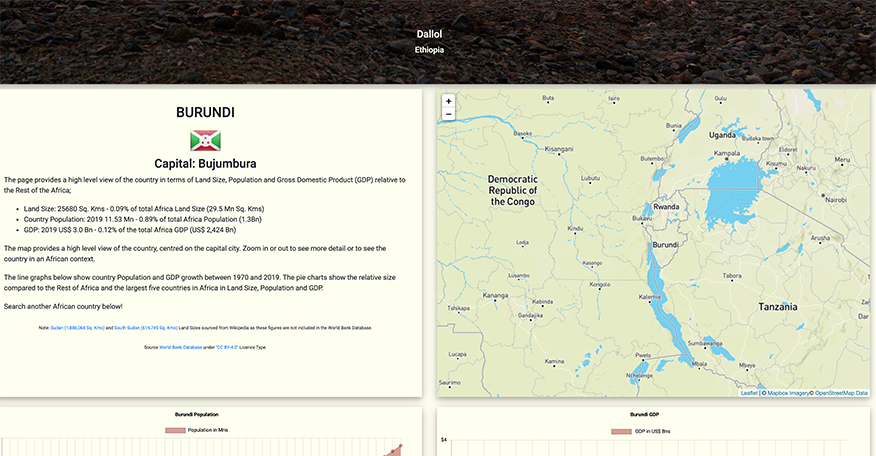 Dallol
Ethiopia
BURUNDI
Capital: Bujumbura
The page provides a high level view of the country in terms of Land Size, Population and Gross Domestic Product (GDP) relative to
the Rest of the Africa;
Land Size: 25680 Sq. Kms - 0.09% of total Africa Land Size (29.5 Mn Sq. Kms)
Country Population: 2019 11.53 Mn - 0.89% of total Africa Population (1.3Bn)
GDP: 2019 US$ 3.0 Bn - 0.12% of the total Africa GDP (US$ 2,424 Bn)
The map provides a high level view of the country, centred on the capital city. Zoom in or out to see more detail or to see the
country in an African context.
The line graphs below show country Population and GDP growth between 1970 and 2019. The pie charts show the relative size
compared to the Rest of Africa and the largest five countries in Africa in Land Size, Population and GDP.
Search another African country below!
Note: Sudan (1,886,068 Sq. Kms) and South Sudan (619,745 Sq. Kms) Land Sizes sourced from Wikipedia as these figures are not included in the World Bank Database.
Source World Bank Database under "CC BY-4.0" Licence Type.
+
−
Buta
Isiro
Gulu
Basoko
Bunia
Uganda
Budaka town
Kisangani
Kampala
Eldoret
Butembo
Kisumu
Meru
Nakuru
Democratic
Republic of
the Congo
Lubutu
Nairobi
Rwanda
Bukavu
Kindu
Arusha
Lodja
Burundi
Kasongo
Lusambo
Kongolo
Tabora
Kananga
Kabinda
Kalemie
Tanzania
Tshikapa
Gandajika
Zan
Dar
Sumbawanga
Lucapa
Pweto
Kamina
Mbala
Mbeya
Nchelenge
Saurimo
Leaflet | © Mapbox Imagery© OpenStreetMap Data
Burundi Population
Population in Mns
Burundi GDP
GDP in US$ Bns
$4